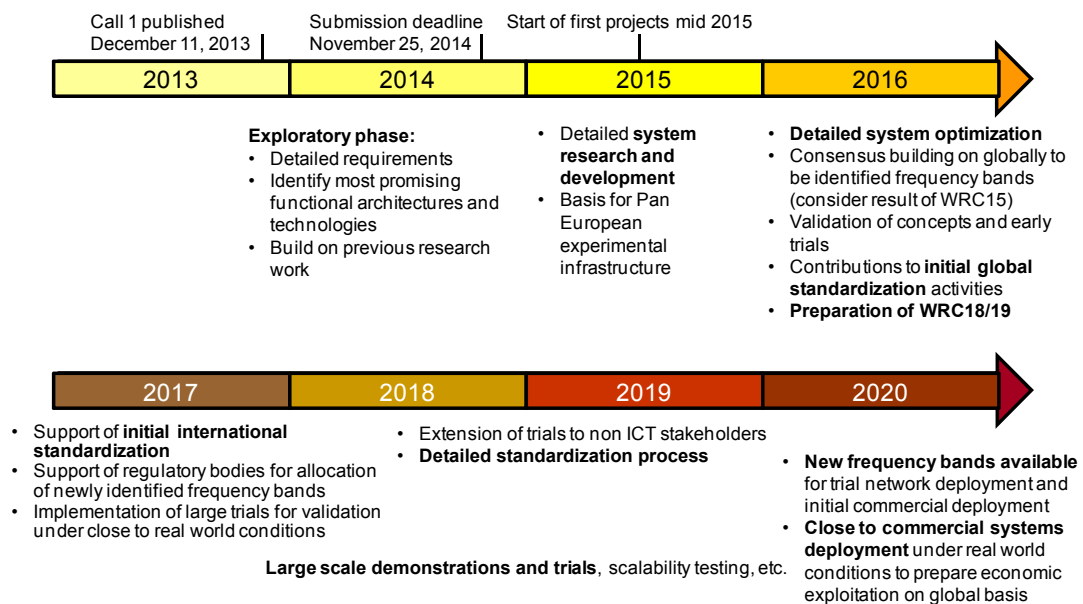 Call 1 published
December 11, 2013
Submission deadline
November 25, 2014
Start of first projects mid 2015
2013
2014
2015
2016
Exploratory phase:
• Detailed requirements
• Identify most promising
functional architectures and
technologies
• Build on previous research
work
• Detailed system
research and
development
• Basis for Pan
European
experimental
infrastructure
• Detailed system optimization
• Consensus building on globally to
be identified frequency bands
(consider result of WRC15)
• Validation of concepts and early
trials
• Contributions to initial global
standardization activities
• Preparation of WRC18/19
2017
2018
2019
2020
• Support of initial international
standardization
• Support of regulatory bodies for allocation
of newly identified frequency bands
• Implementation of large trials for validation
under close to real world conditions
• Extension of trials to non ICT stakeholders
• Detailed standardization process
• New frequency bands available
for trial network deployment and
initial commercial deployment
• Close to commercial systems
deployment under real world
conditions to prepare economic
exploitation on global basis
Large scale demonstrations and trials, scalability testing, etc.